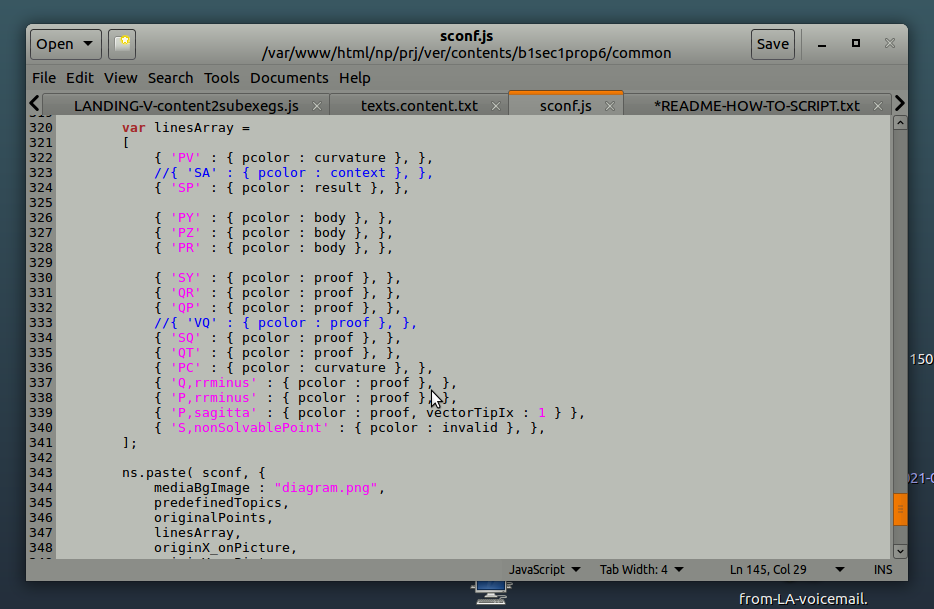 sconf.js
Open
/var/www/html/np/prj/ver/contents/b1sec1prop6/common
Save
File Edit View Search Tools Documents Help
LANDING-V-content2subexegs.js
texts.content.txt
sconf.js
*README-HOW-TO-SCRIPT.txt
320 var linesArray =
321 [
322 { 'PV' : { pcolor : curvature }, },
323 //{ 'SA' : { pcolor : context }, },
324 { 'SP' : { pcolor : result }, },
325
326 { 'PY' : { pcolor : body }, },
327 { 'PZ' : { pcolor : body }, },
328 { 'PR' : { pcolor : body }, },
329
330 { 'SY' : { pcolor : proof }, },
331 { 'QR' : { pcolor : proof }, },
332 { 'QP' : { pcolor : proof }, },
333 //{ 'VQ' : { pcolor : proof }, },
334 { 'SQ' : { pcolor : proof }, },
335 { 'QT' : { pcolor : proof }, },
336 { 'PC' : { pcolor : curvature }, },
337 { 'Q,rrminus' : { pcolor : proof }, },
338 { 'P,rrminus' : { pcolor : proof }, },
339 { 'P,sagitta' : { pcolor : proof, vectorTipIx : 1 } },
340 { 'S,nonSolvablePoint' : { pcolor : invalid }, },
341 ];
342
343 ns.paste( sconf, {
344 mediaBgImage : "diagram.png",
345 predefinedTopics,
346 originalPoints,
347 linesArray,
348 originX_onPicture,
JavaScript Tab Width: 4 Ln 145, Col 29 INS
150
from-LA-voicemail.